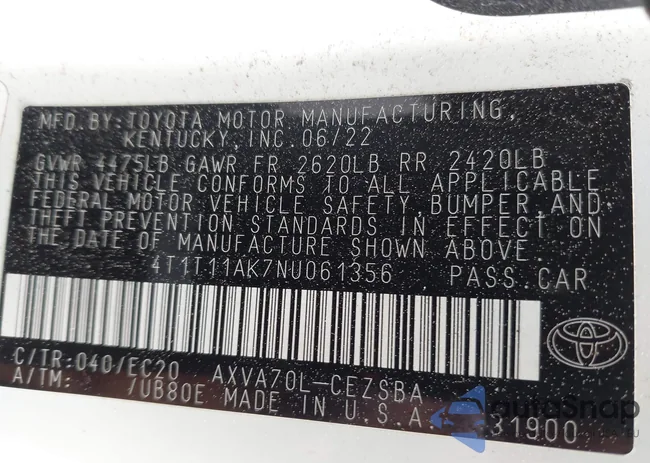 MFD.BY:TOYOTA MOTOR MANUFACTURING,
KENTUCKY,INC.06/22
GVWR 4475LB GAWR FR 2620LB RR 2420LB
THIS VEHICLE CONFORMS TO ALL APPLICABLE
FEDERAL MOTOR VEHICLE SAFETY,BUMPER,AND
THEFT PREVENTION STANDARDS IN EFFECT ON
THE DATE OF MANUFACTURE SHOWN ABOVE.
4T1T11AK7NU061356 PASS.CAR
C/TR:040/EC20 AXVA70L-CEZSBA
A/TM: /UB80E MADE IN U.S.A. 31900
autoSnap